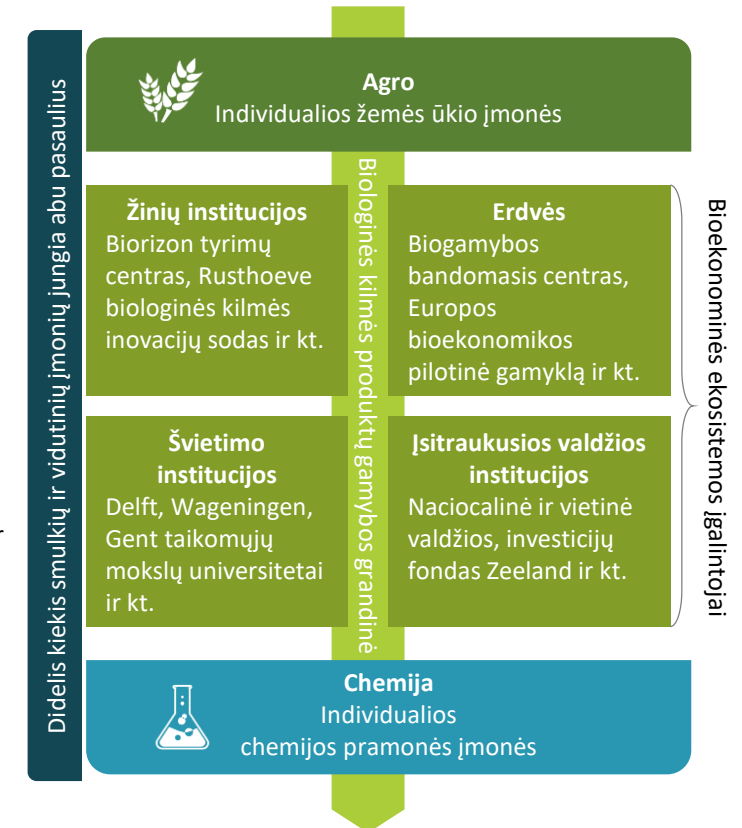 Didelis kiekis smulkių ir vidutinių įmonių jungia abu pasaulius
Agro
Individualios žemės ūkio įmonės
Biologinės kilmės produktų gamybos grandinė
Žinių institucijos
Biorizon tyrimų
centras, Rusthoeve
biologinės kilmės
inovacijų sodas ir kt.
Erdvės
Biogamybos
bandomasis centras,
Europos
bioekonomikos
pilotinė gamyklą ir kt.
Švietimo
institucijos
Delft, Wageningen,
Gent taikomųjų
mokslų universitetai
ir kt.
Įsitraukusios valdžios
institucijos
Naciocalinė ir vietinė
valdžios, investicijų
fondas Zeeland ir kt.
Bioekonominės ekosistemos įgalintojai
Chemija
Individualios
chemijos pramonės įmonės